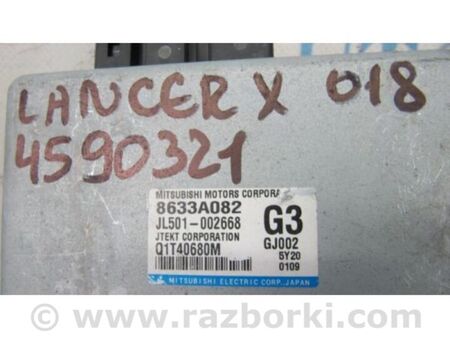 LANCER X 018
4590321
MITSUBISHI MOTORS CORPORA
8633A082
G3
JL501-002668
GJ002
JTEKT CORPORATION
5Y20
Q1T40680M
0109
MITSUBISHI ELECTRIC CORP. JAPAN
© www.razborki.com